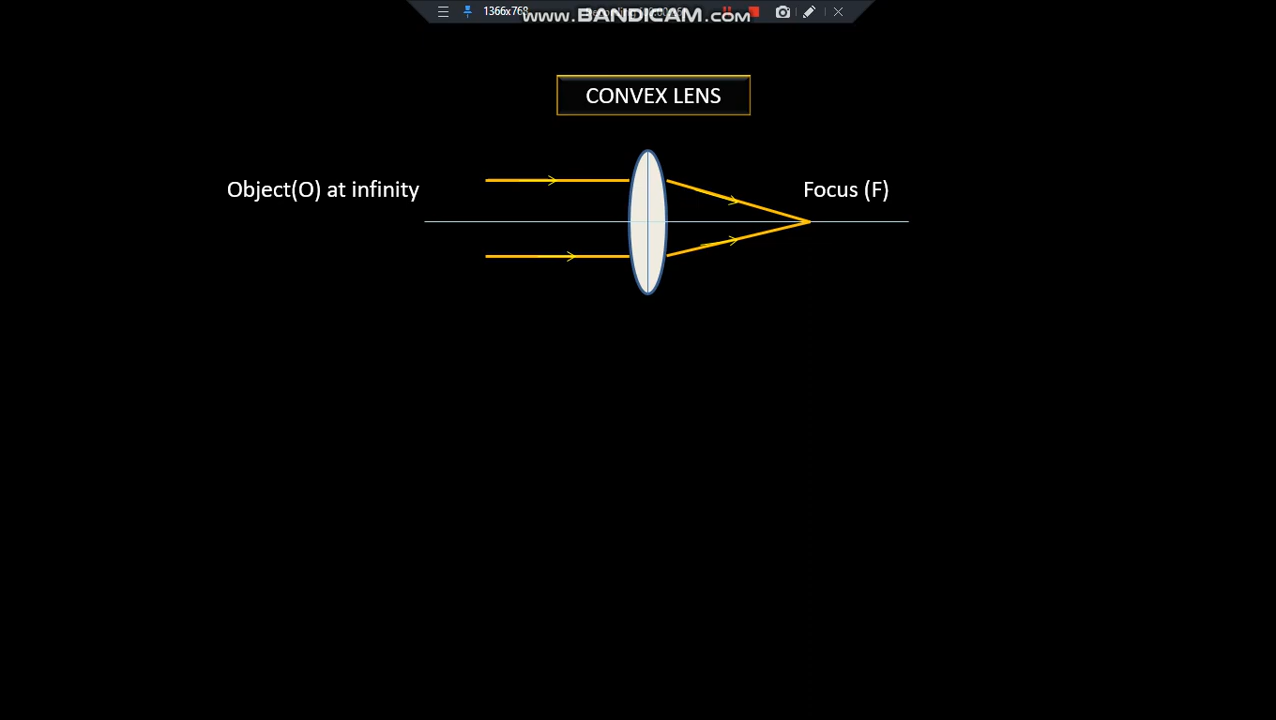 1366x768
www.BANDICAM.com
CONVEX LENS
Object(O) at infinity
Focus (F)